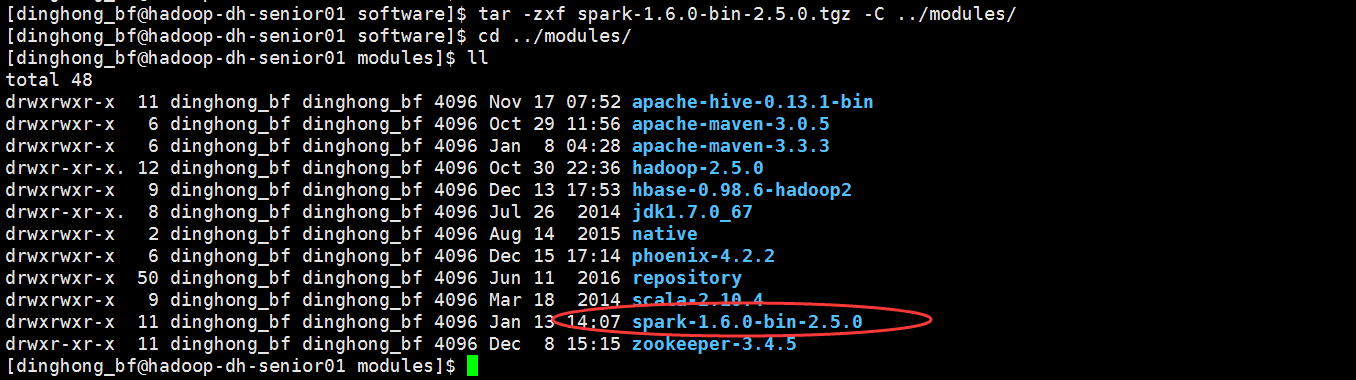 [dinghong_bf@hadoop-dh-senior01 software]$ tar -zxf spark-1.6.0-bin-2.5.0.tgz -C ../modules/
[dinghong_bf@hadoop-dh-senior01 software]$ cd ../modules/
[dinghong_bf@hadoop-dh-senior01 modules]$ ll
total 48
drwxrwxr-x  11 dinghong_bf dinghong_bf 4096 Nov 17 07:52 apache-hive-0.13.1-bin
drwxrwxr-x   6 dinghong_bf dinghong_bf 4096 Oct 29 11:56 apache-maven-3.0.5
drwxrwxr-x   6 dinghong_bf dinghong_bf 4096 Jan  8 04:28 apache-maven-3.3.3
drwxr-xr-x. 12 dinghong_bf dinghong_bf 4096 Oct 30 22:36 hadoop-2.5.0
drwxrwxr-x   9 dinghong_bf dinghong_bf 4096 Dec 13 17:53 hbase-0.98.6-hadoop2
drwxr-xr-x.  8 dinghong_bf dinghong_bf 4096 Jul 26  2014 jdk1.7.0_67
drwxrwxr-x   2 dinghong_bf dinghong_bf 4096 Aug 14  2015 native
drwxrwxr-x   6 dinghong_bf dinghong_bf 4096 Dec 15 17:14 phoenix-4.2.2
drwxrwxr-x  50 dinghong_bf dinghong_bf 4096 Jun 11  2016 repository
drwxrwxr-x   9 dinghong_bf dinghong_bf 4096 Mar 18  2014 scala-2.10.4
drwxrwxr-x  11 dinghong_bf dinghong_bf 4096 Jan 13 14:07 spark-1.6.0-bin-2.5.0
drwxr-xr-x  11 dinghong_bf dinghong_bf 4096 Dec  8 15:15 zookeeper-3.4.5
[dinghong_bf@hadoop-dh-senior01 modules]$